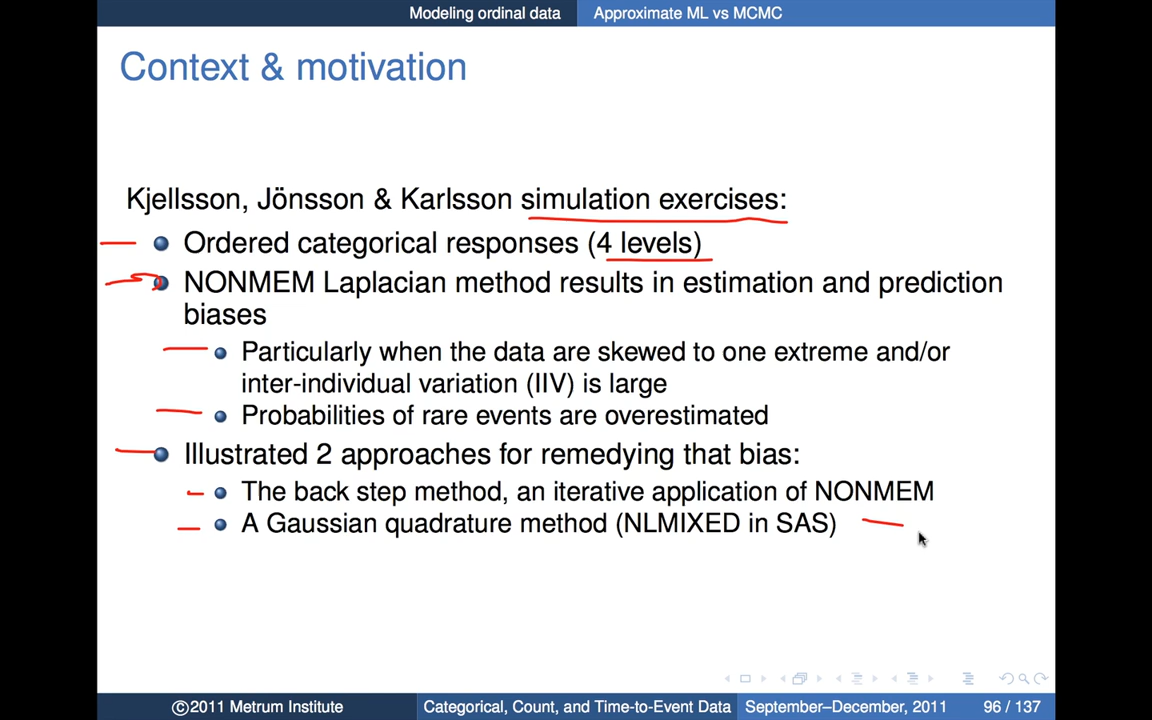 Modeling ordinal data Approximate ML vs MCMC
Context & motivation
Kjellsson, Jönsson & Karlsson simulation exercises:
Ordered categorical responses (4 levels)
NONMEM Laplacian method results in estimation and prediction
biases
Particularly when the data are skewed to one extreme and/or
inter-individual variation (IIV) is large
Probabilities of rare events are overestimated
Illustrated 2 approaches for remedying that bias:
The back step method, an iterative application of NONMEM
A Gaussian quadrature method (NLMIXED in SAS)
©2011 Metrum Institute Categorical, Count, and Time-to-Event Data September–December, 2011 96 / 137